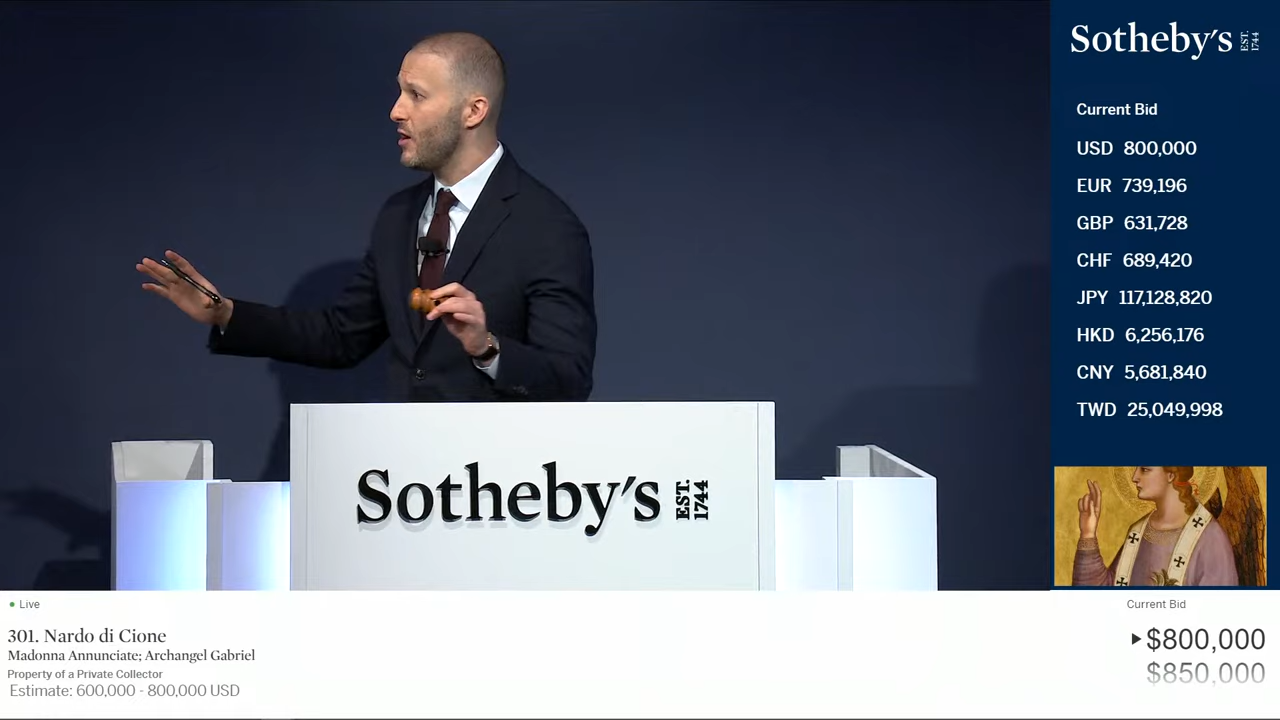 Sotheby's EST. 1744
Current Bid
USD 800,000
EUR 739,196
GBP 631,728
CHF 689,420
JPY 117,128,820
HKD 6,256,176
CNY 5,681,840
TWD 25,049,998
Sotheby's EST. 1744
Live
301. Nardo di Cione
Madonna Annunciate; Archangel Gabriel
Property of a Private Collector
Estimate: 600,000 - 800,000 USD
Current Bid
$800,000
$850,000